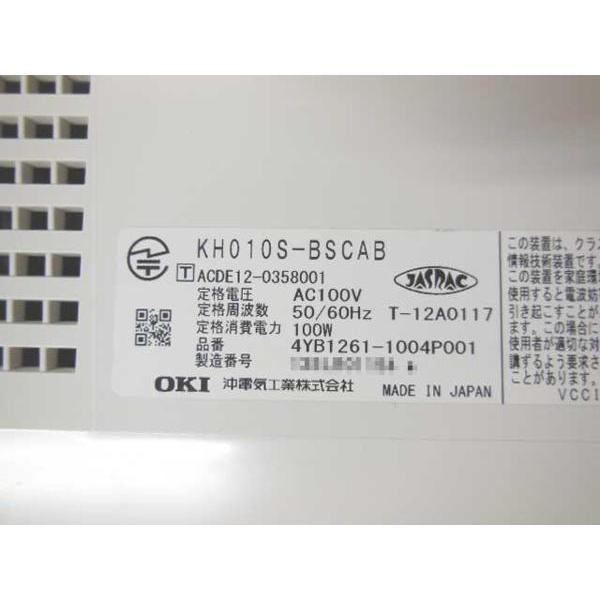 KH010S-BSCAB
T ACDE12-0358001
JASRAC
定格電圧 AC100V
定格周波数 50/60Hz T-12A0117
定格消費電力 100W
品番 4YB1261-1004P001
製造番号
OKI 沖電気工業株式会社 MADE IN JAPAN
この装置は、クラス
情報技術装置です。
この装置を家庭環
使用すると電波妨
引き起こすことが
す。この場合に
使用者が適切な対
講ずるよう要求さ
ことがあります。
VCCI